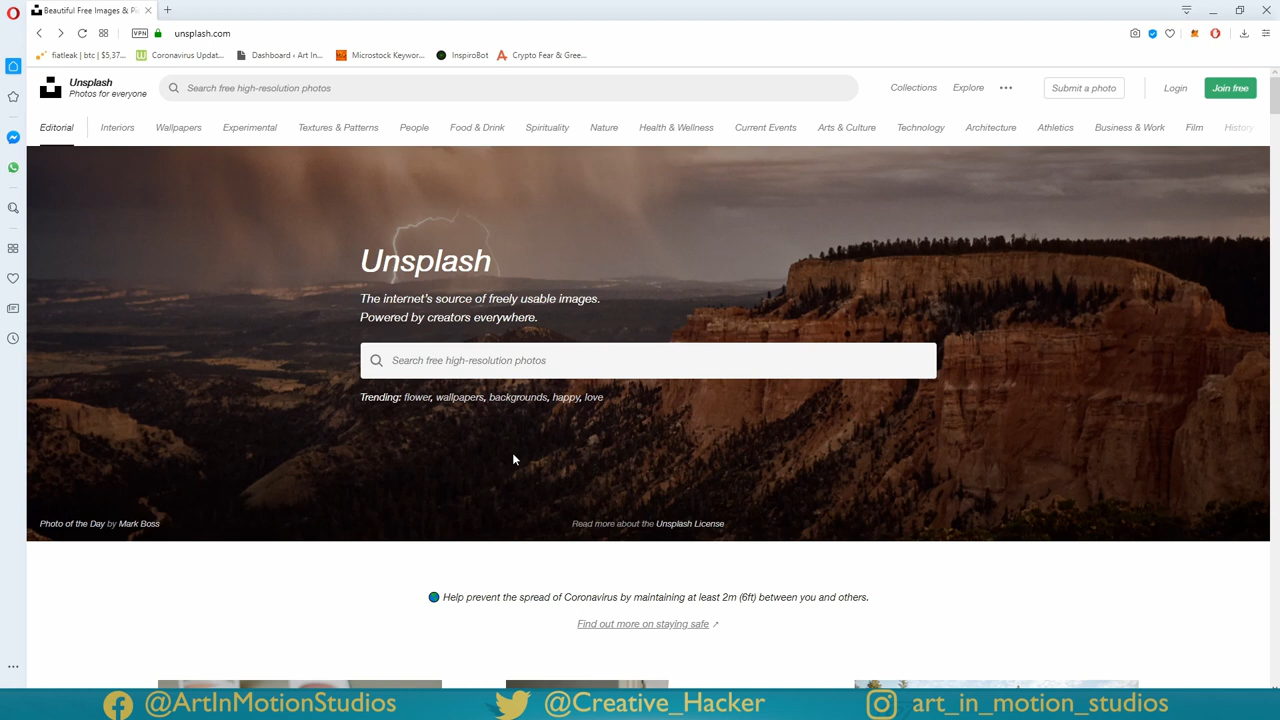 Beautiful Free Images & Pi
unsplash.com
VPN
fiatleak | btc | $5,37...
Coronavirus Updat...
Dashboard ‹ Art In...
Microstock Keywor...
InspiroBot
Crypto Fear & Gree...
Unsplash
Photos for everyone
Search free high-resolution photos
Collections
Explore
Submit a photo
Login
Join free
Editorial
Interiors
Wallpapers
Experimental
Textures & Patterns
People
Food & Drink
Spirituality
Nature
Health & Wellness
Current Events
Arts & Culture
Technology
Architecture
Athletics
Business & Work
Film
History
Unsplash
The internet's source of freely usable images.
Powered by creators everywhere.
Search free high-resolution photos
Trending: flower, wallpapers, backgrounds, happy, love
Photo of the Day by Mark Boss
Read more about the Unsplash License
Help prevent the spread of Coronavirus by maintaining at least 2m (6ft) between you and others.
Find out more on staying safe ↗
@ArtInMotionStudios
@Creative_Hacker
art_in_motion_studios